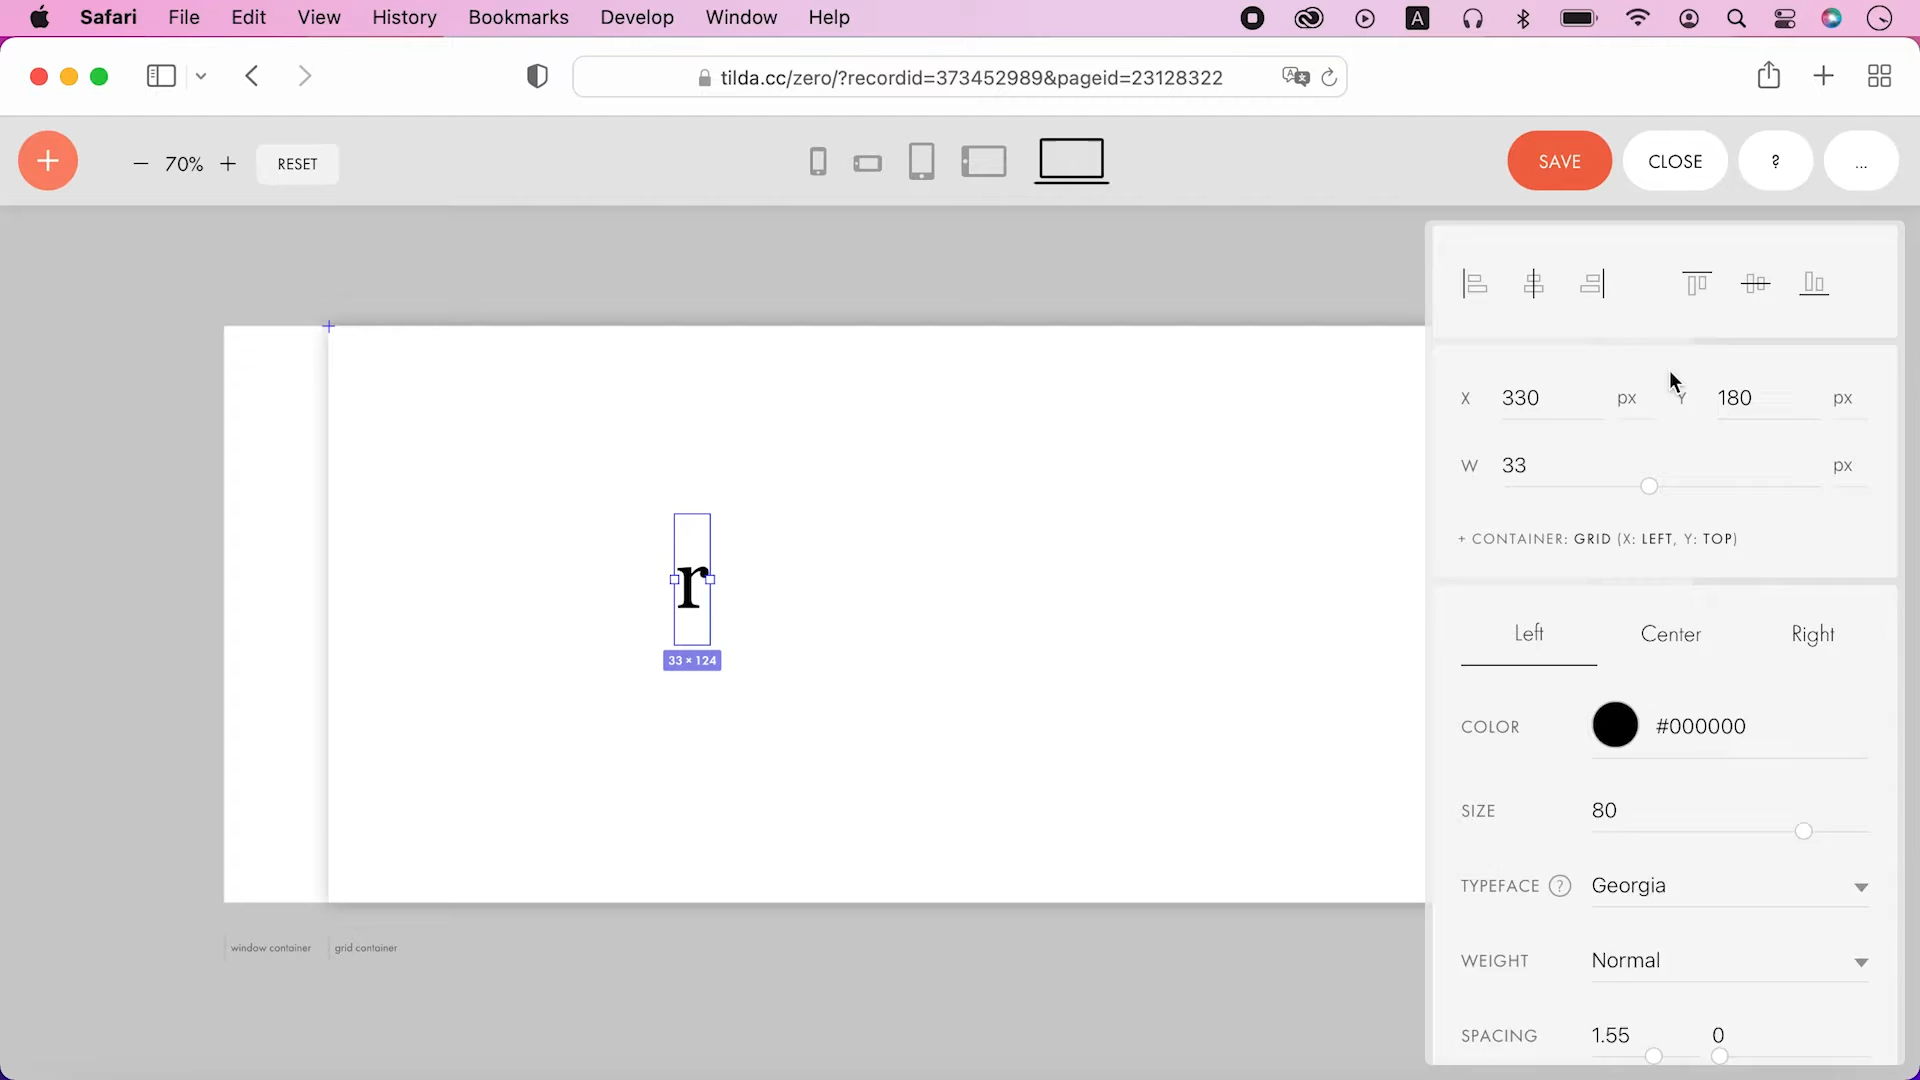 Safari File Edit View History Bookmarks Develop Window Help A
tilda.cc/zero/?recordid=373452989&pageid=23128322
+ − 70% + RESET SAVE CLOSE ? ...
X 330 px Y 180 px
W 33 px
+ CONTAINER: GRID (X: LEFT, Y: TOP)
r
33 × 124
Left Center Right
COLOR #000000
SIZE 80
TYPEFACE ? Georgia
WEIGHT Normal
SPACING 1.55 0
window container grid container